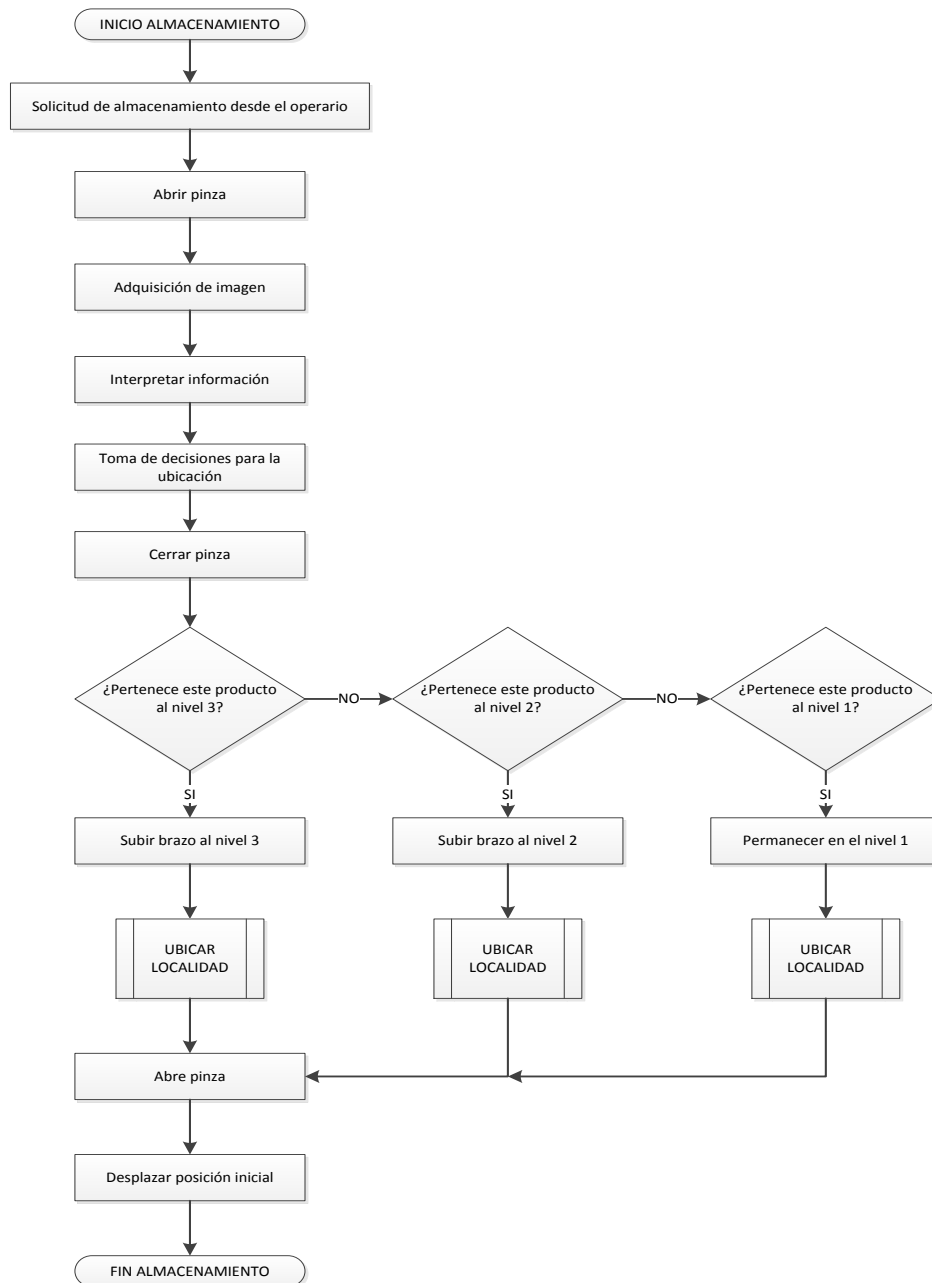 INICIO ALMACENAMIENTO
Solicitud de almacenamiento desde el operario
Abrir pinza
Adquisición de imagen
Interpretar información
Toma de decisiones para la
ubicación
Cerrar pinza
¿Pertenece este producto
al nivel 3?
NO
¿Pertenece este producto
al nivel 2?
NO
¿Pertenece este producto
al nivel 1?
SI
SI
SI
Subir brazo al nivel 3
Subir brazo al nivel 2
Permanecer en el nivel 1
UBICAR
LOCALIDAD
UBICAR
LOCALIDAD
UBICAR
LOCALIDAD
Abre pinza
Desplazar posición inicial
FIN ALMACENAMIENTO